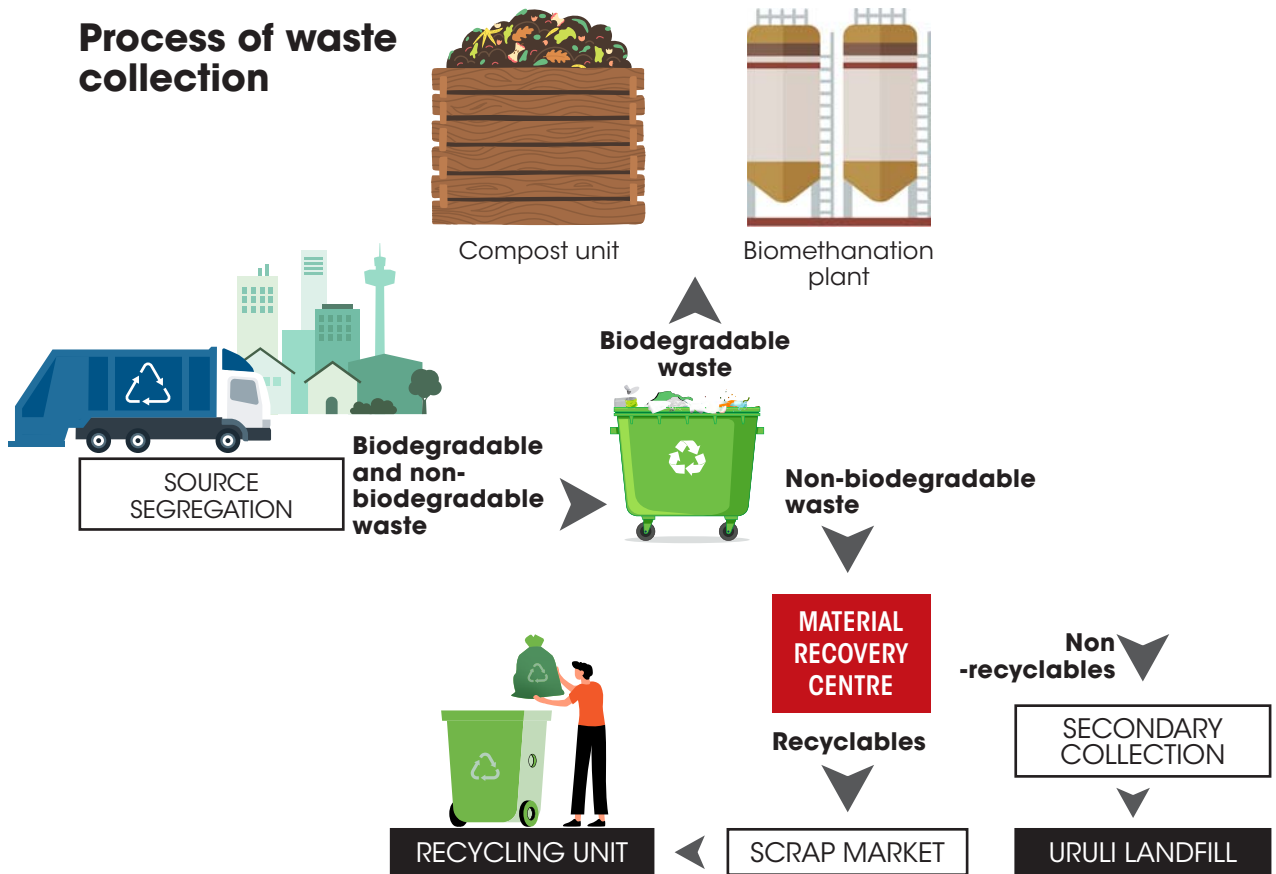 Process of waste
collection
Compost unit
Biomethanation
plant
Biodegradable
waste
SOURCE
SEGREGATION
Biodegradable
and non-
biodegradable
waste
Non-biodegradable
waste
MATERIAL
RECOVERY
CENTRE
Non
-recyclables
Recyclables
SECONDARY
COLLECTION
RECYCLING UNIT
SCRAP MARKET
URULI LANDFILL